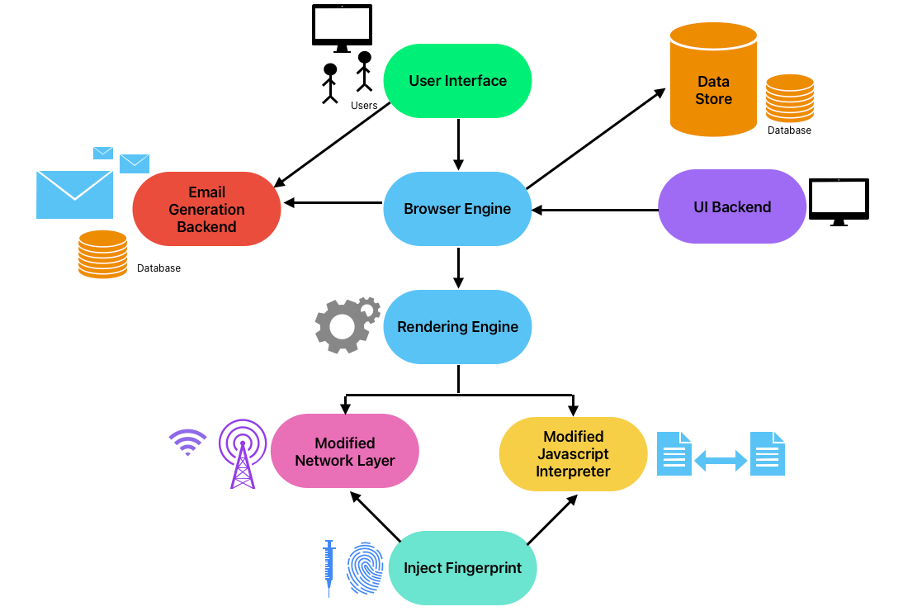 User Interface
Users
Data
Store
Database
Email
Generation
Backend
Browser Engine
UI Backend
Database
Rendering Engine
Modified
Network Layer
Modified
Javascript
Interpreter
Inject Fingerprint